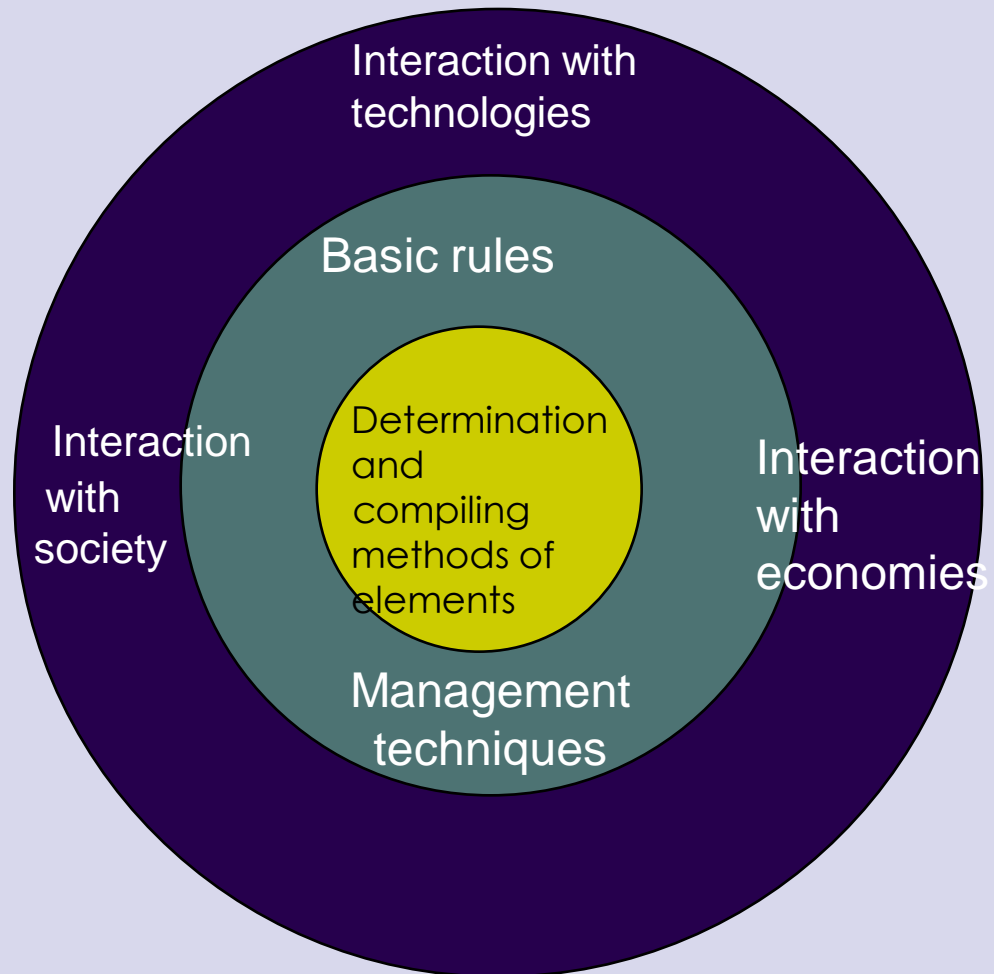 Interaction with
technologies
Basic rules
Interaction
with
society
Determination
and
compiling
methods of
elements
Interaction
with
economies
Management
techniques